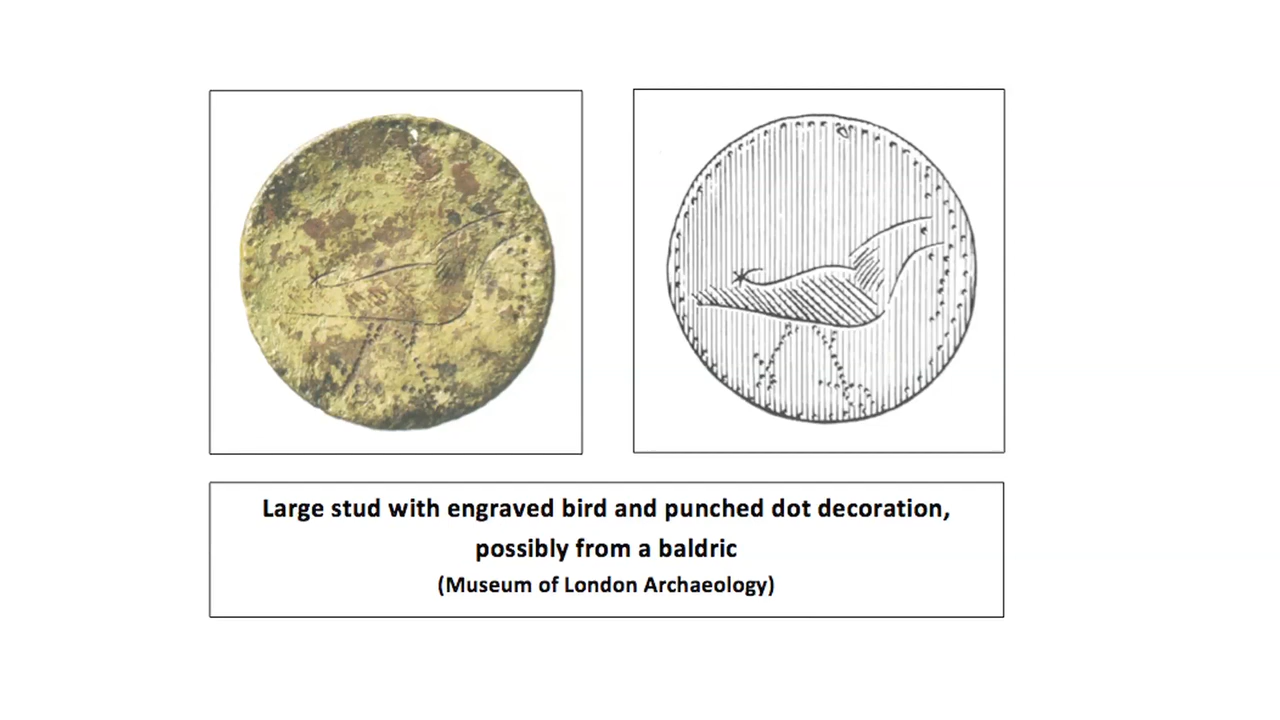 Large stud with engraved bird and punched dot decoration,
possibly from a baldric
(Museum of London Archaeology)